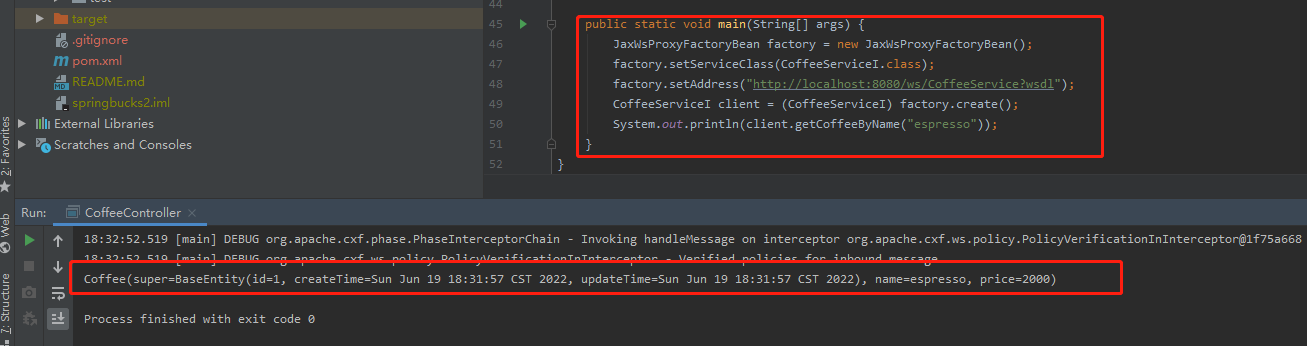 test
target
.gitignore
pom.xml
README.md
springbucks2.iml
External Libraries
Scratches and Consoles
2: Favorites
Web
7: Structure
44
45 public static void main(String[] args) {
46 JaxWsProxyFactoryBean factory = new JaxWsProxyFactoryBean();
47 factory.setServiceClass(CoffeeServiceI.class);
48 factory.setAddress("http://localhost:8080/ws/CoffeeService?wsdl");
49 CoffeeServiceI client = (CoffeeServiceI) factory.create();
50 System.out.println(client.getCoffeeByName("espresso"));
51 }
52 }
Run: CoffeeController
18:32:52.519 [main] DEBUG org.apache.cxf.phase.PhaseInterceptorChain - Invoking handleMessage on interceptor org.apache.cxf.ws.policy.PolicyVerificationInInterceptor@1f75a668
18:32:52.519 [main] DEBUG org.apache.cxf.ws.policy.PolicyVerificationInInterceptor - Verified policies for inbound message
Coffee(super=BaseEntity(id=1, createTime=Sun Jun 19 18:31:57 CST 2022, updateTime=Sun Jun 19 18:31:57 CST 2022), name=espresso, price=2000)
Process finished with exit code 0